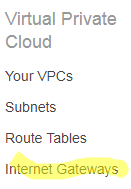 Virtual Private
Cloud
Your VPCs
Subnets
Route Tables
Internet Gateways